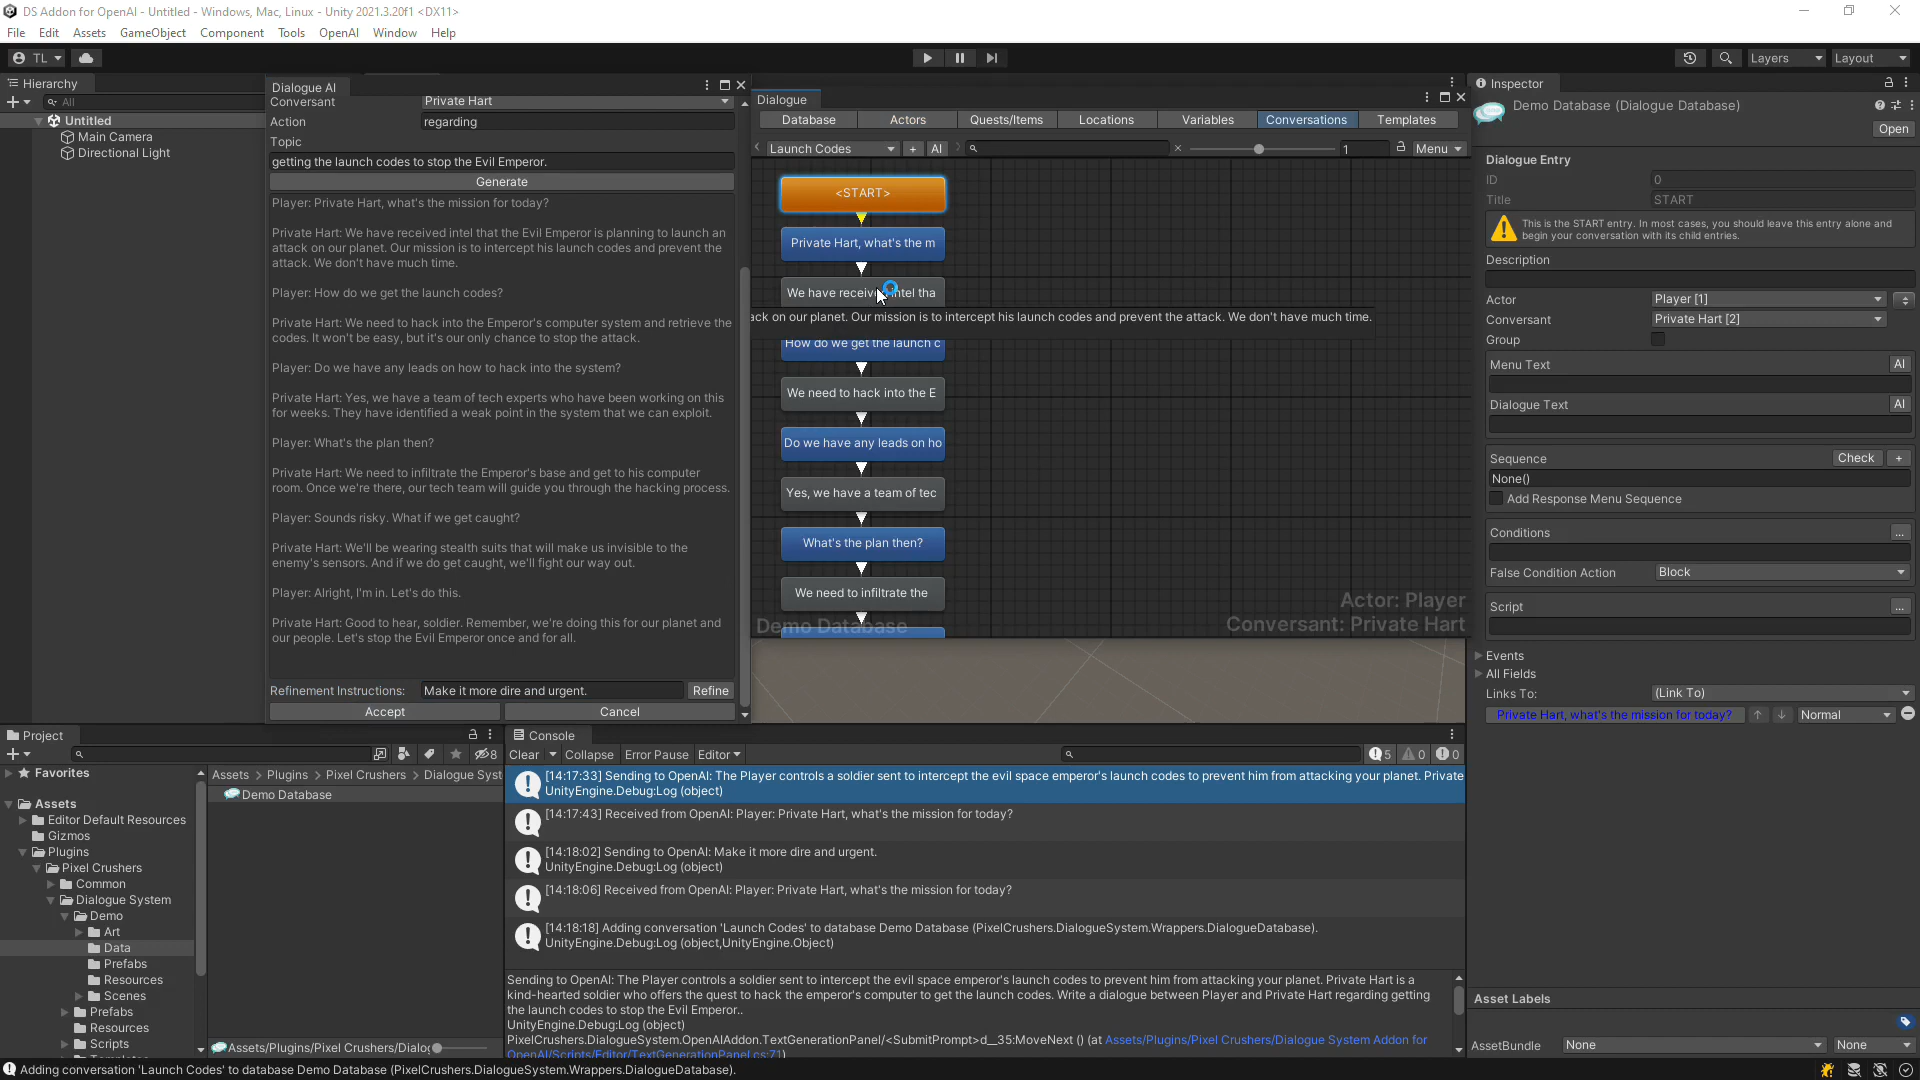 DS Addon for OpenAI - Untitled - Windows, Mac, Linux - Unity 2021.3.20f1 <DX11>
File Edit Assets GameObject Component Tools OpenAI Window Help
TL
Layers
Layout
Hierarchy
All
Untitled
Main Camera
Directional Light
Dialogue AI
Conversant Private Hart
Action regarding
Topic
getting the launch codes to stop the Evil Emperor.
Generate
Player: Private Hart, what's the mission for today?
Private Hart: We have received intel that the Evil Emperor is planning to launch an
attack on our planet. Our mission is to intercept his launch codes and prevent the
attack. We don't have much time.
Player: How do we get the launch codes?
Private Hart: We need to hack into the Emperor's computer system and retrieve the
codes. It won't be easy, but it's our only chance to stop the attack.
Player: Do we have any leads on how to hack into the system?
Private Hart: Yes, we have a team of tech experts who have been working on this
for weeks. They have identified a weak point in the system that we can exploit.
Player: What's the plan then?
Private Hart: We need to infiltrate the Emperor's base and get to his computer
room. Once we're there, our tech team will guide you through the hacking process.
Player: Sounds risky. What if we get caught?
Private Hart: We'll be wearing stealth suits that will make us invisible to the
enemy's sensors. And if we do get caught, we'll fight our way out.
Player: Alright, I'm in. Let's do this.
Private Hart: Good to hear, soldier. Remember, we're doing this for our planet and
our people. Let's stop the Evil Emperor once and for all.
Refinement Instructions: Make it more dire and urgent. Refine
Accept Cancel
Dialogue
Database Actors Quests/Items Locations Variables Conversations Templates
Launch Codes + AI 1 Menu
<START>
Private Hart, what's the m
We have receive intel tha
ack on our planet. Our mission is to intercept his launch codes and prevent the attack. We don't have much time.
How do we get the launch c
We need to hack into the E
Do we have any leads on ho
Yes, we have a team of tec
What's the plan then?
We need to infiltrate the
Demo Database
Actor: Player
Conversant: Private Hart
Inspector
Demo Database (Dialogue Database)
Open
Dialogue Entry
ID 0
Title START
This is the START entry. In most cases, you should leave this entry alone and
begin your conversation with its child entries.
Description
Actor Player [1]
Conversant Private Hart [2]
Group
Menu Text AI
Dialogue Text AI
Sequence Check +
None()
Add Response Menu Sequence
Conditions ...
False Condition Action Block
Script ...
Events
All Fields
Links To: (Link To)
Private Hart, what's the mission for today? Normal
Asset Labels
AssetBundle None None
Project
8
Favorites
Assets
Editor Default Resources
Gizmos
Plugins
Pixel Crushers
Common
Dialogue System
Demo
Art
Data
Prefabs
Resources
Scenes
Prefabs
Resources
Scripts
Assets > Plugins > Pixel Crushers > Dialogue Syst
Demo Database
Assets/Plugins/Pixel Crushers/Dialog
Console
Clear Collapse Error Pause Editor 5 0 0
[14:17:33] Sending to OpenAI: The Player controls a soldier sent to intercept the evil space emperor's launch codes to prevent him from attacking your planet. Private
UnityEngine.Debug:Log (object)
[14:17:43] Received from OpenAI: Player: Private Hart, what's the mission for today?
[14:18:02] Sending to OpenAI: Make it more dire and urgent.
UnityEngine.Debug:Log (object)
[14:18:06] Received from OpenAI: Player: Private Hart, what's the mission for today?
[14:18:18] Adding conversation 'Launch Codes' to database Demo Database (PixelCrushers.DialogueSystem.Wrappers.DialogueDatabase).
UnityEngine.Debug:Log (object,UnityEngine.Object)
Sending to OpenAI: The Player controls a soldier sent to intercept the evil space emperor's launch codes to prevent him from attacking your planet. Private Hart is a
kind-hearted soldier who offers the quest to hack the emperor's computer to get the launch codes. Write a dialogue between Player and Private Hart regarding getting
the launch codes to stop the Evil Emperor..
UnityEngine.Debug:Log (object)
PixelCrushers.DialogueSystem.OpenAIAddon.TextGenerationPanel/<SubmitPrompt>d__35:MoveNext () (at Assets/Plugins/Pixel Crushers/Dialogue System Addon for
OpenAI/Scripts/Editor/TextGenerationPanel.cs:71)
Adding conversation 'Launch Codes' to database Demo Database (PixelCrushers.DialogueSystem.Wrappers.DialogueDatabase).